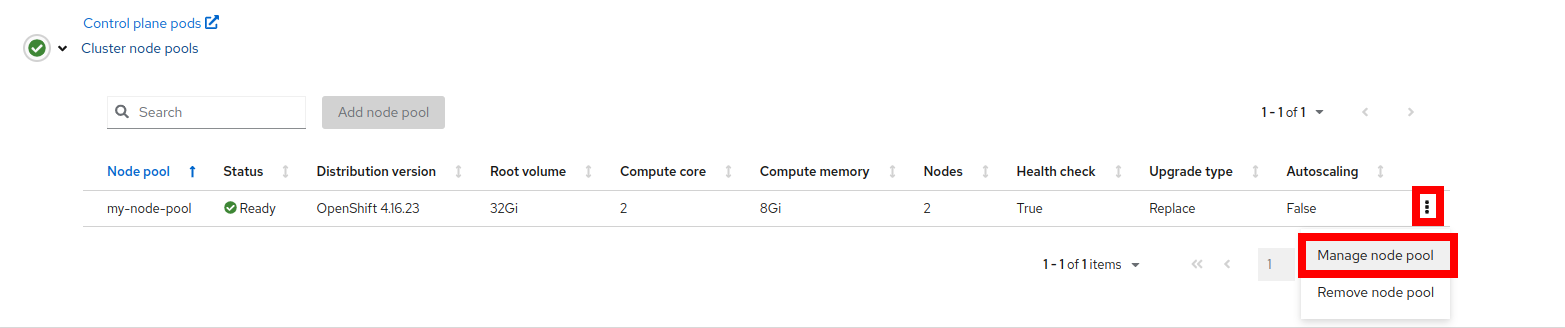 Control plane pods
Cluster node pools
Search Add node pool 1 - 1 of 1
Node pool Status Distribution version Root volume Compute core Compute memory Nodes Health check Upgrade type Autoscaling
my-node-pool Ready OpenShift 4.16.23 32Gi 2 8Gi 2 True Replace False
1 - 1 of 1 items 1 Manage node pool
Remove node pool